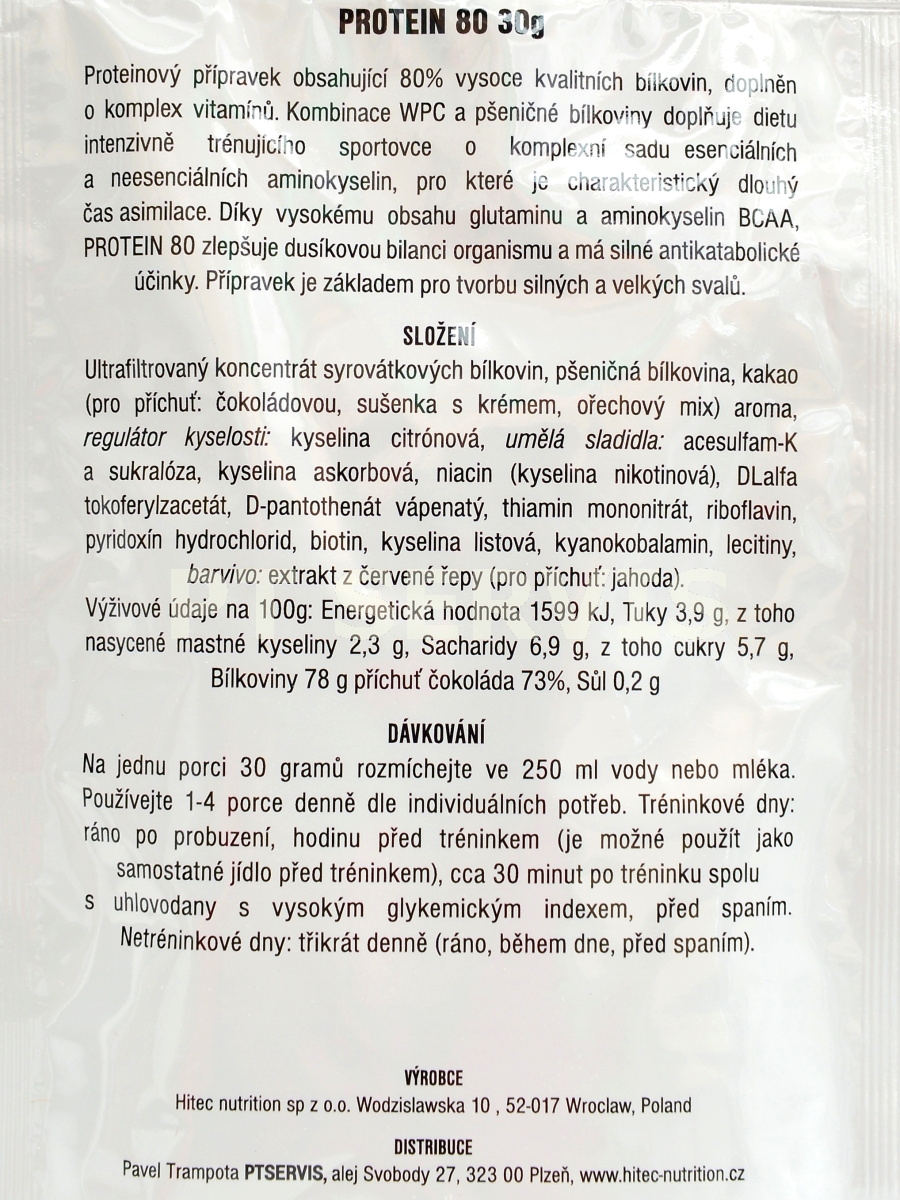 PROTEIN 80 30g
Proteinový přípravek obsahující 80% vysoce kvalitních bílkovin, doplněn
o komplex vitamínů. Kombinace WPC a pšeničné bílkoviny doplňuje dietu
intenzivně trénujícího sportovce o komplexní sadu esenciálních
a neesenciálních aminokyselin, pro které je charakteristický dlouhý
čas asimilace. Díky vysokému obsahu glutaminu a aminokyselin BCAA,
PROTEIN 80 zlepšuje dusíkovou bilanci organismu a má silné antikatabolické
účinky. Přípravek je základem pro tvorbu silných a velkých svalů.
SLOŽENÍ
Ultrafiltrovaný koncentrát syrovátkových bílkovin, pšeničná bílkovina, kakao
(pro příchuť: čokoládovou, sušenka s krémem, ořechový mix) aroma,
regulátor kyselosti: kyselina citrónová, umělá sladidla: acesulfam-K
a sukralóza, kyselina askorbová, niacin (kyselina nikotinová), DLalfa
tokoferylzacetát, D-pantothenát vápenatý, thiamin mononitrát, riboflavin,
pyridoxín hydrochlorid, biotin, kyselina listová, kyanokobalamin, lecitiny,
barvivo: extrakt z červené řepy (pro příchuť: jahoda).
Výživové údaje na 100g: Energetická hodnota 1599 kJ, Tuky 3,9 g, z toho
nasycené mastné kyseliny 2,3 g, Sacharidy 6,9 g, z toho cukry 5,7 g,
Bílkoviny 78 g příchuť čokoláda 73%, Sůl 0,2 g
DÁVKOVÁNÍ
Na jednu porci 30 gramů rozmíchejte ve 250 ml vody nebo mléka.
Používejte 1-4 porce denně dle individuálních potřeb. Tréninkové dny:
ráno po probuzení, hodinu před tréninkem (je možné použít jako
samostatné jídlo před tréninkem), cca 30 minut po tréninku spolu
s uhlovodany s vysokým glykemickým indexem, před spaním.
Netréninkové dny: třikrát denně (ráno, během dne, před spaním).
VÝROBCE
Hitec nutrition sp z o.o. Wodzislawska 10 , 52-017 Wroclaw, Poland
DISTRIBUCE
Pavel Trampota PTSERVIS, alej Svobody 27, 323 00 Plzeň, www.hitec-nutrition.cz